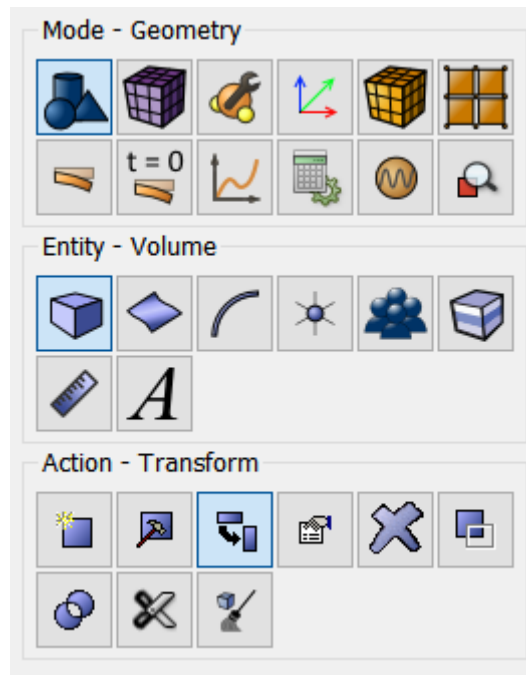 Mode - Geometry
t = 0
Entity - Volume
A
Action - Transform